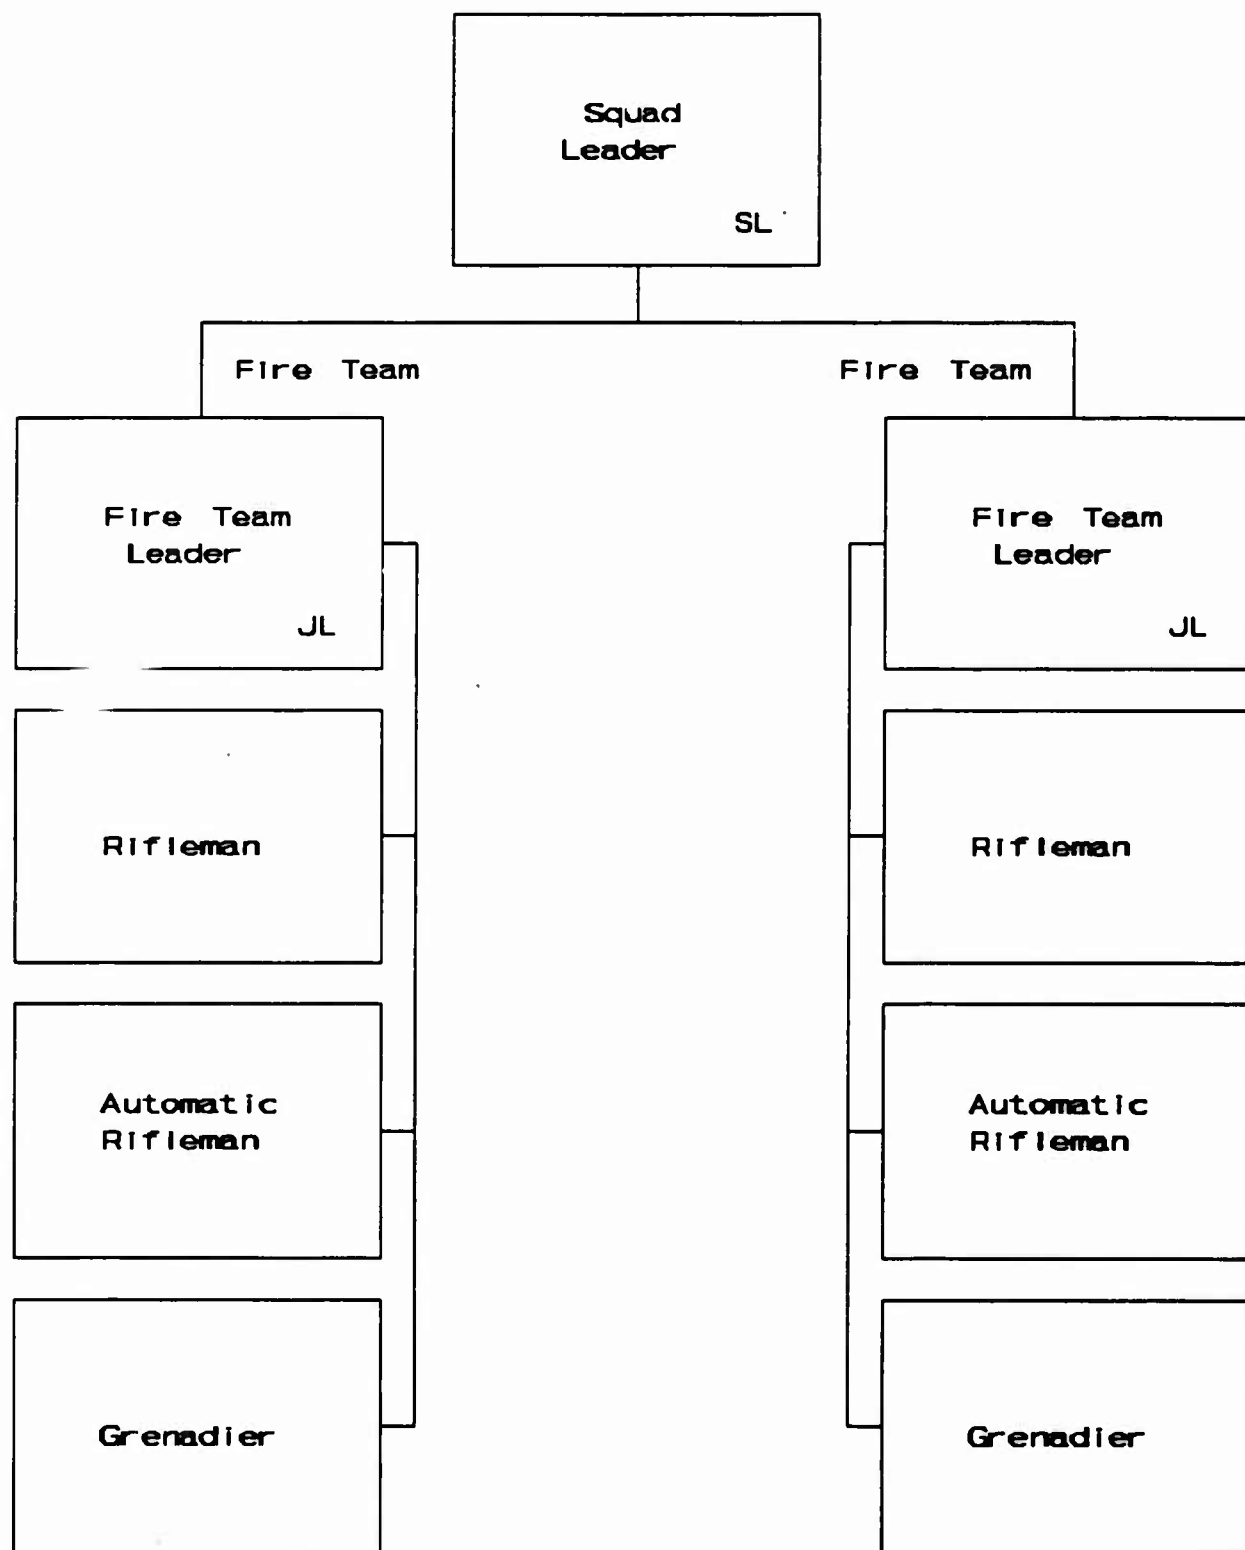 Squad
Leader
SL
Fire Team
Fire Team
Fire Team
Leader
JL
Fire Team
Leader
JL
Rifleman
Rifleman
Automatic
Rifleman
Automatic
Rifleman
Grenadier
Grenadier